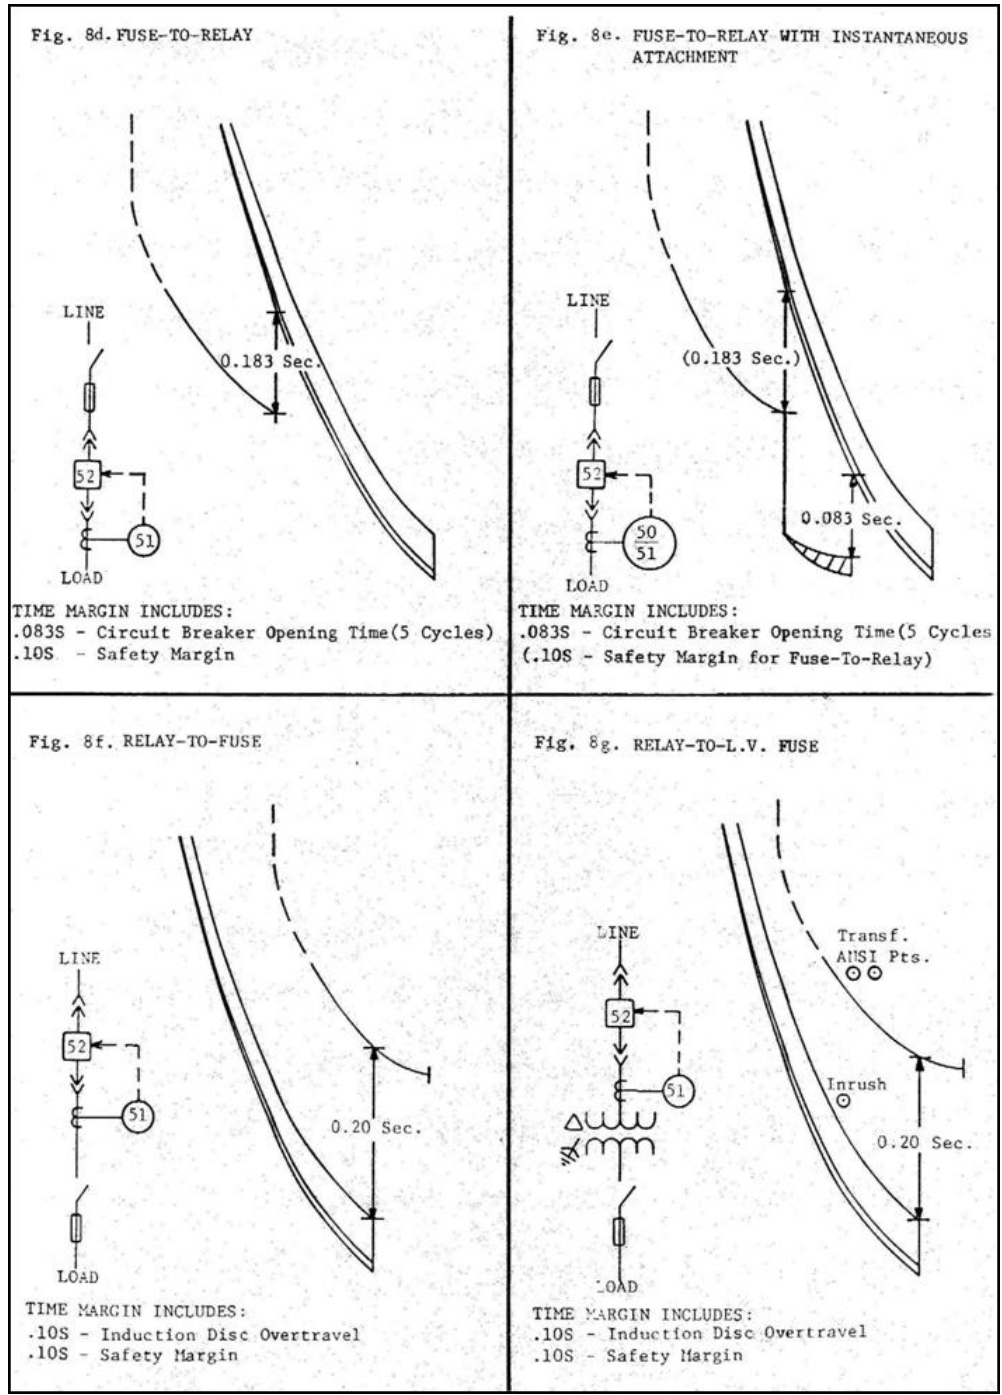 Fig. 8d. FUSE-TO-RELAY
LINE
0.183 Sec.
52
51
LOAD
TIME MARGIN INCLUDES:
.083S - Circuit Breaker Opening Time(5 Cycles)
.10S - Safety Margin
Fig. 8e. FUSE-TO-RELAY WITH INSTANTANEOUS
ATTACHMENT
LINE
(0.183 Sec.)
52
0.083 Sec.
50
51
LOAD
TIME MARGIN INCLUDES:
.083S - Circuit Breaker Opening Time(5 Cycles
(.10S - Safety Margin for Fuse-To-Relay)
Fig. 8f. RELAY-TO-FUSE
LINE
52
51
0.20 Sec.
LOAD
TIME MARGIN INCLUDES:
.10S - Induction Disc Overtravel
.10S - Safety Margin
Fig. 8g. RELAY-TO-L.V. FUSE
LINE
Transf.
ANSI Pts.
52
51
Inrush
0.20 Sec.
LOAD
TIME MARGIN INCLUDES:
.10S - Induction Disc Overtravel
.10S - Safety Margin